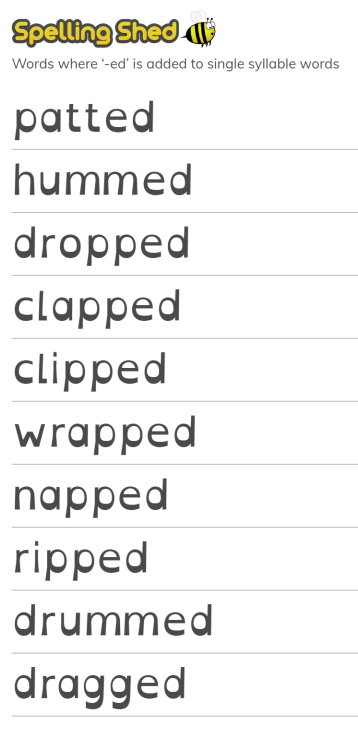 Spelling Shed
Words where ‘-ed’ is added to single syllable words
patted
hummed
dropped
clapped
clipped
wrapped
napped
ripped
drummed
dragged